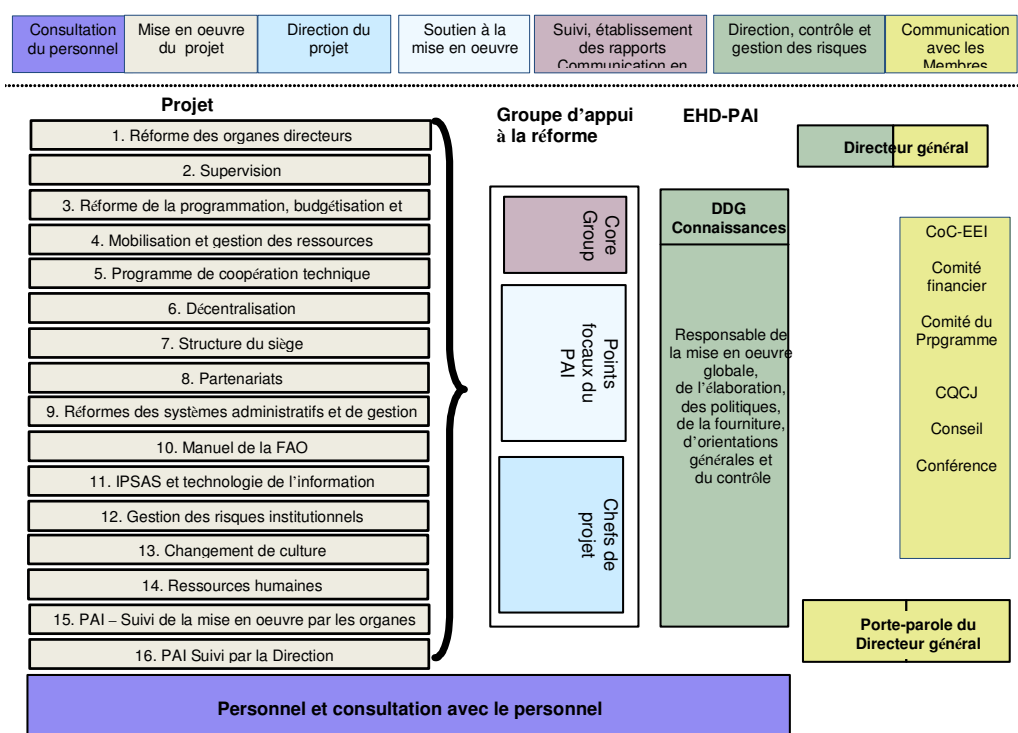 Consultation
du personnel
Mise en oeuvre
du projet
Direction du
projet
Soutien à la
mise en oeuvre
Suivi, établissement
des rapports
Communication en
Direction, contrôle et
gestion des risques
Communication
avec les
Membres
Projet
1. Réforme des organes directeurs
2. Supervision
3. Réforme de la programmation, budgétisation et
4. Mobilisation et gestion des ressources
5. Programme de coopération technique
6. Décentralisation
7. Structure du siège
8. Partenariats
9. Réformes des systèmes administratifs et de gestion
10. Manuel de la FAO
11. IPSAS et technologie de l'information
12. Gestion des risques institutionnels
13. Changement de culture
14. Ressources humaines
15. PAI – Suivi de la mise en oeuvre par les organes
16. PAI Suivi par la Direction
Groupe d'appui
à la réforme
Core
Group
Points
focaux du
PAI
Chefs de
projet
EHD-PAI
DDG
Connaissances
Responsable de
la mise en oeuvre
globale,
de l'élaboration,
des politiques,
de la fourniture,
d'orientations
générales et
du contrôle
Directeur général
CoC-EEI
Comité
financier
Comité du
Prpgramme
CQCJ
Conseil
Conférence
Porte-parole du
Directeur général
Personnel et consultation avec le personnel